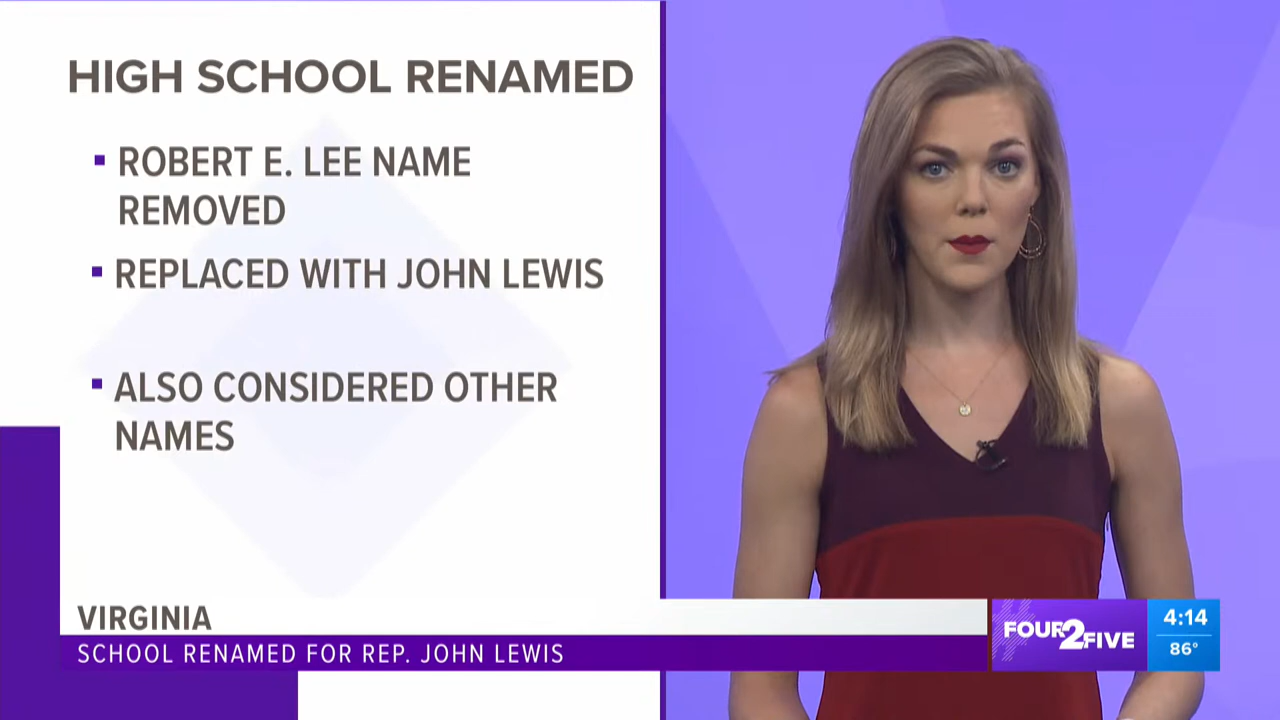 HIGH SCHOOL RENAMED
▪ ROBERT E. LEE NAME
REMOVED
▪ REPLACED WITH JOHN LEWIS
▪ ALSO CONSIDERED OTHER
NAMES
VIRGINIA
SCHOOL RENAMED FOR REP. JOHN LEWIS
#FOUR2FIVE
4:14
86°